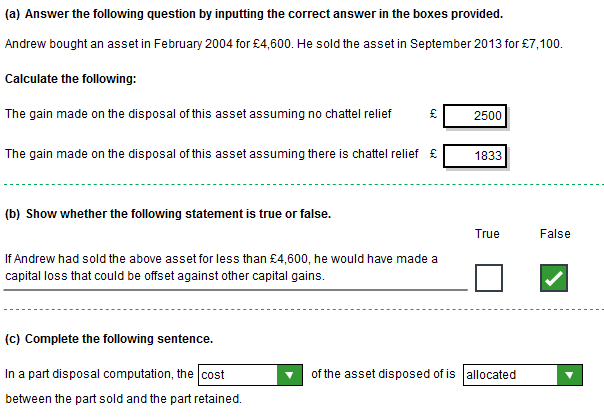 (a) Answer the following question by inputting the correct answer in the boxes provided.
Andrew bought an asset in February 2004 for £4,600. He sold the asset in September 2013 for £7,100.
Calculate the following:
The gain made on the disposal of this asset assuming no chattel relief £ 2500
The gain made on the disposal of this asset assuming there is chattel relief £ 1833
(b) Show whether the following statement is true or false.
True False
If Andrew had sold the above asset for less than £4,600, he would have made a
capital loss that could be offset against other capital gains.
(c) Complete the following sentence.
In a part disposal computation, the cost of the asset disposed of is allocated
between the part sold and the part retained.